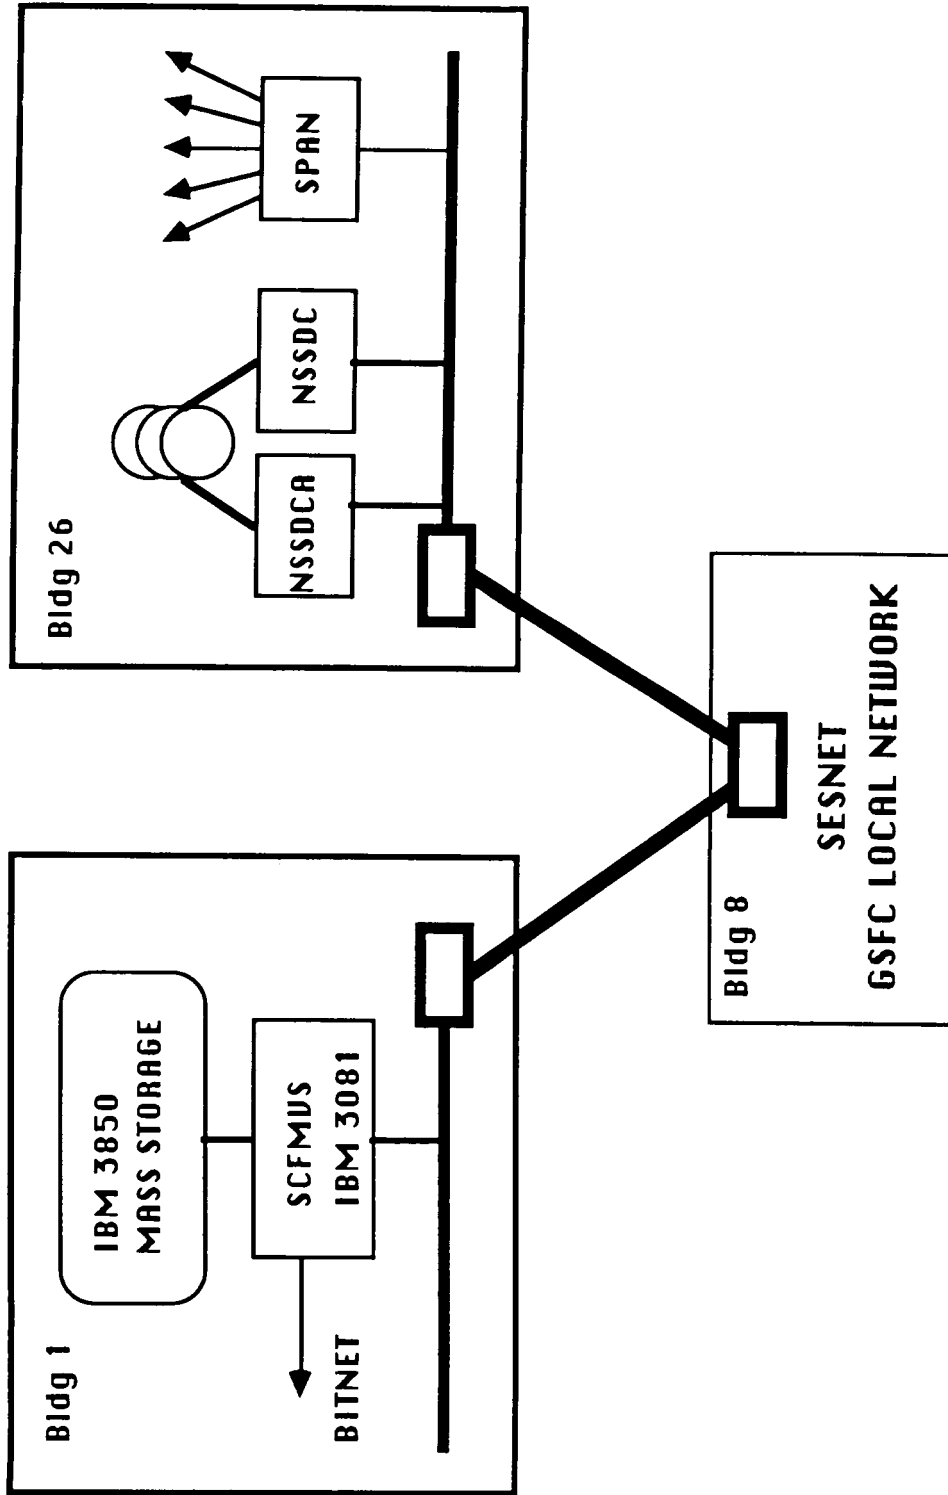 Bldg 1
IBM 3850
MASS STORAGE
SCFMVS
IBM 3081
BITNET
Bldg 26
NSSDCA
NSSDC
SPAN
Bldg 8
SESNET
GSFC LOCAL NETWORK